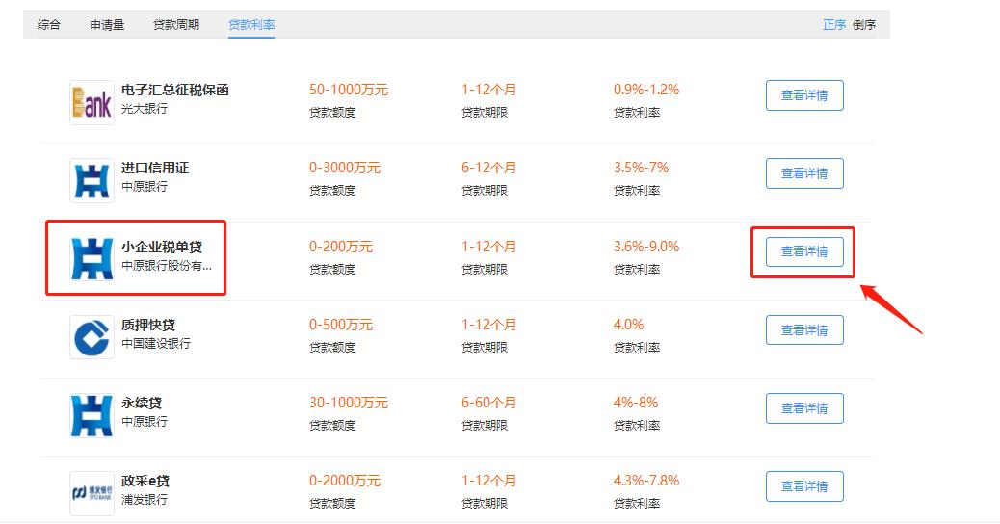 综合 申请量 贷款周期 贷款利率 正序 倒序
Bank 电子汇总征税保函 50-1000万元 1-12个月 0.9%-1.2% 查看详情
光大银行 贷款额度 贷款期限 贷款利率
进口信用证 0-3000万元 6-12个月 3.5%-7% 查看详情
中原银行 贷款额度 贷款期限 贷款利率
小企业税单贷 0-200万元 1-12个月 3.6%-9.0% 查看详情
中原银行股份有... 贷款额度 贷款期限 贷款利率
质押快贷 0-500万元 1-12个月 4.0% 查看详情
中国建设银行 贷款额度 贷款期限 贷款利率
永续贷 30-1000万元 6-60个月 4%-8% 查看详情
中原银行 贷款额度 贷款期限 贷款利率
政采e贷 0-2000万元 1-12个月 4.3%-7.8% 查看详情
浦发银行 SPD BANK
浦发银行 贷款额度 贷款期限 贷款利率